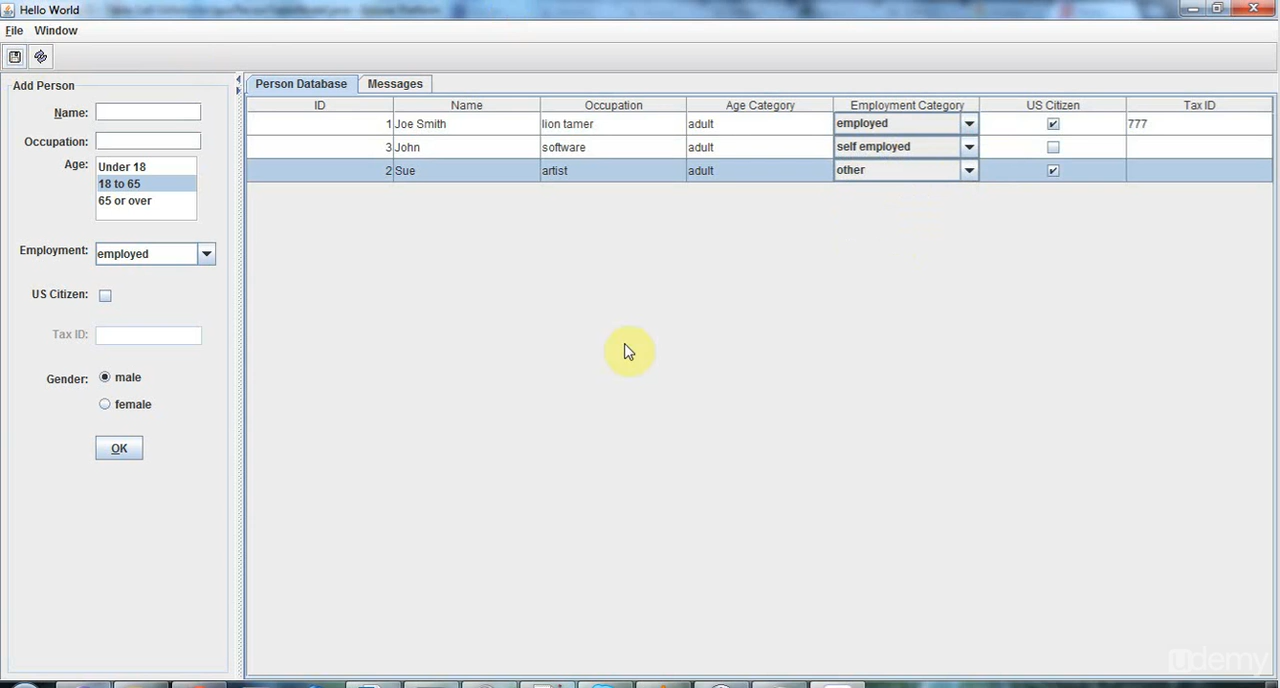 Hello World
File Window
Add Person
Name:
Occupation:
Age:
Under 18
18 to 65
65 or over
Employment: employed
US Citizen:
Tax ID:
Gender: male
female
OK
Person Database Messages
ID Name Occupation Age Category Employment Category US Citizen Tax ID
1 Joe Smith lion tamer adult employed 777
3 John software adult self employed
2 Sue artist adult other
udemy